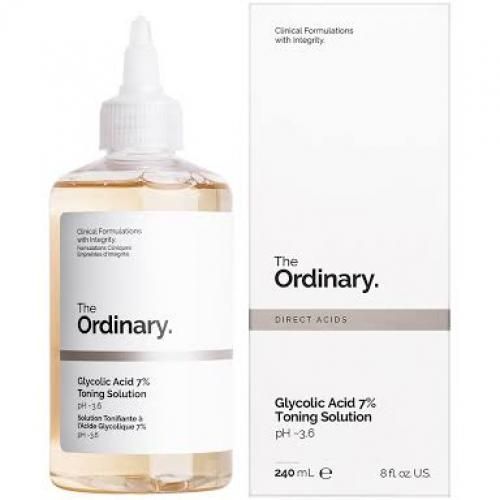 Clinical Formulations
with Integrity.
Formulations Cliniques
Empreintes d'Intégrité.
The
Ordinary.
Glycolic Acid 7%
Toning Solution
pH ~3.6
Solution Tonifiante à
l'Acide Glycolique 7%
pH ~3.6
Clinical Formulations
with Integrity.
The
Ordinary.
DIRECT ACIDS
Glycolic Acid 7%
Toning Solution
pH ~3.6
240 mL ℮ 8 fl. oz. US.